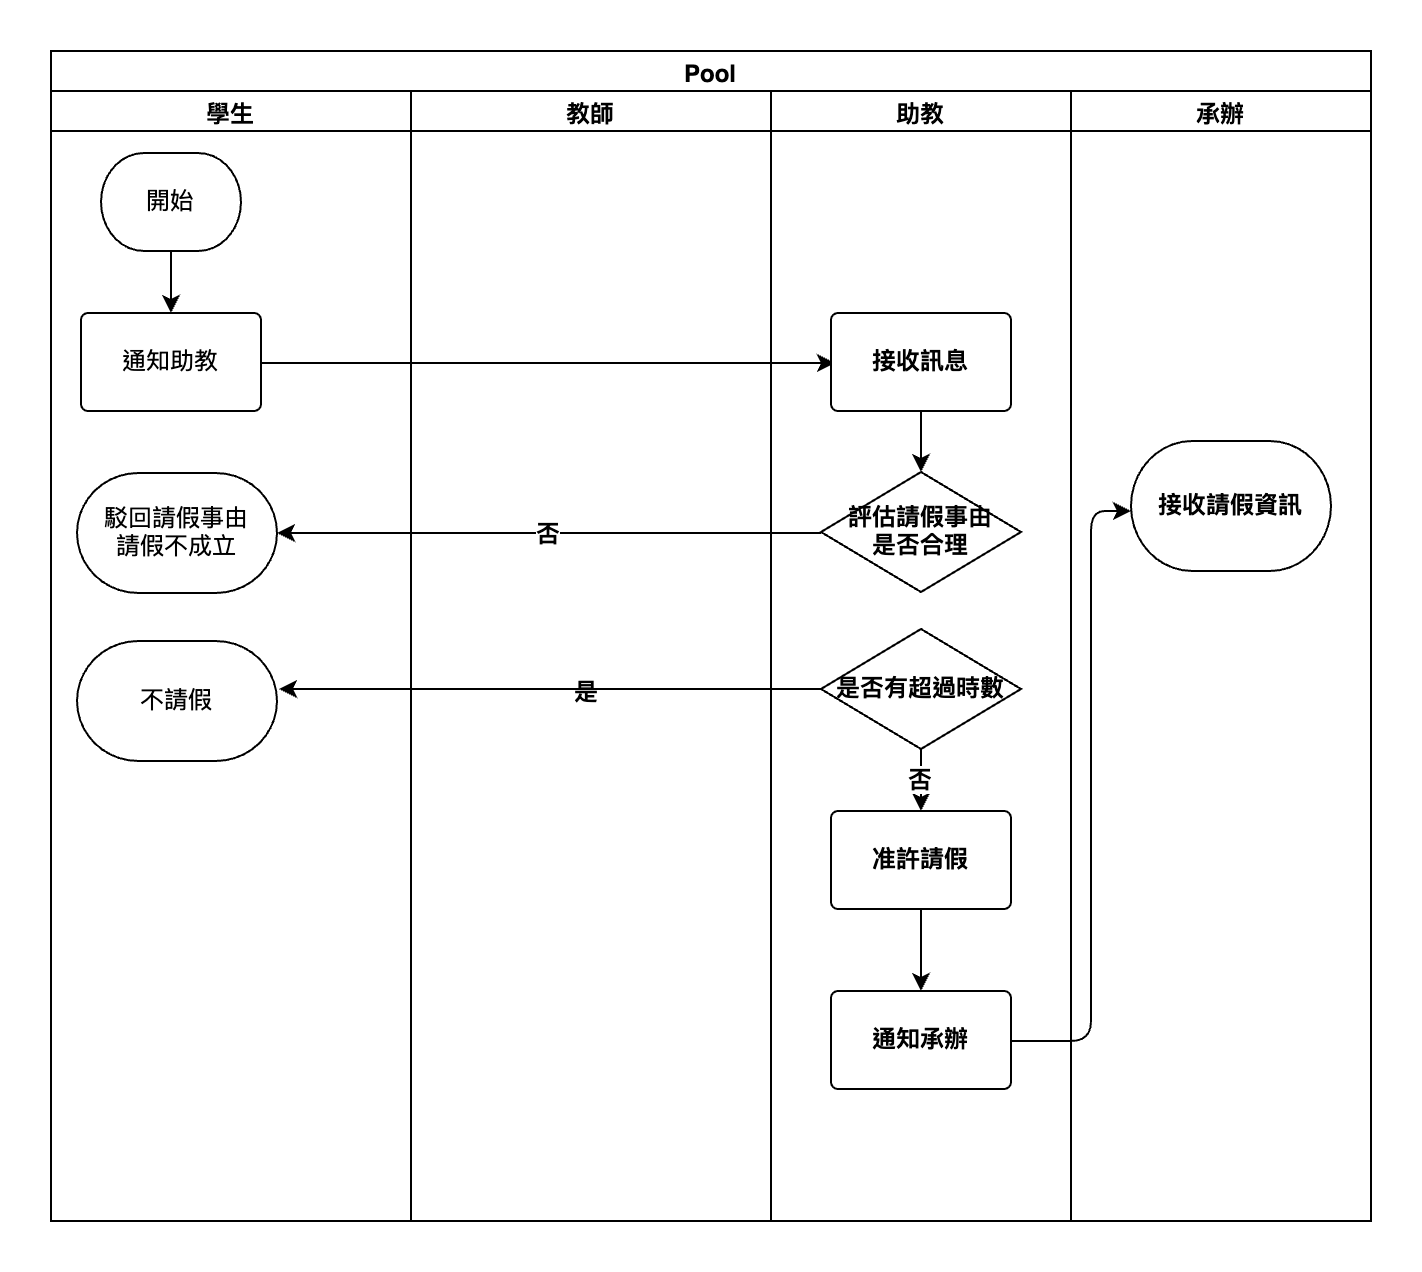 Pool
學生
教師
助教
承辦
開始
通知助教
接收訊息
駁回請假事由
請假不成立
否
評估請假事由
是否合理
接收請假資訊
不請假
是
是否有超過時數
否
准許請假
通知承辦